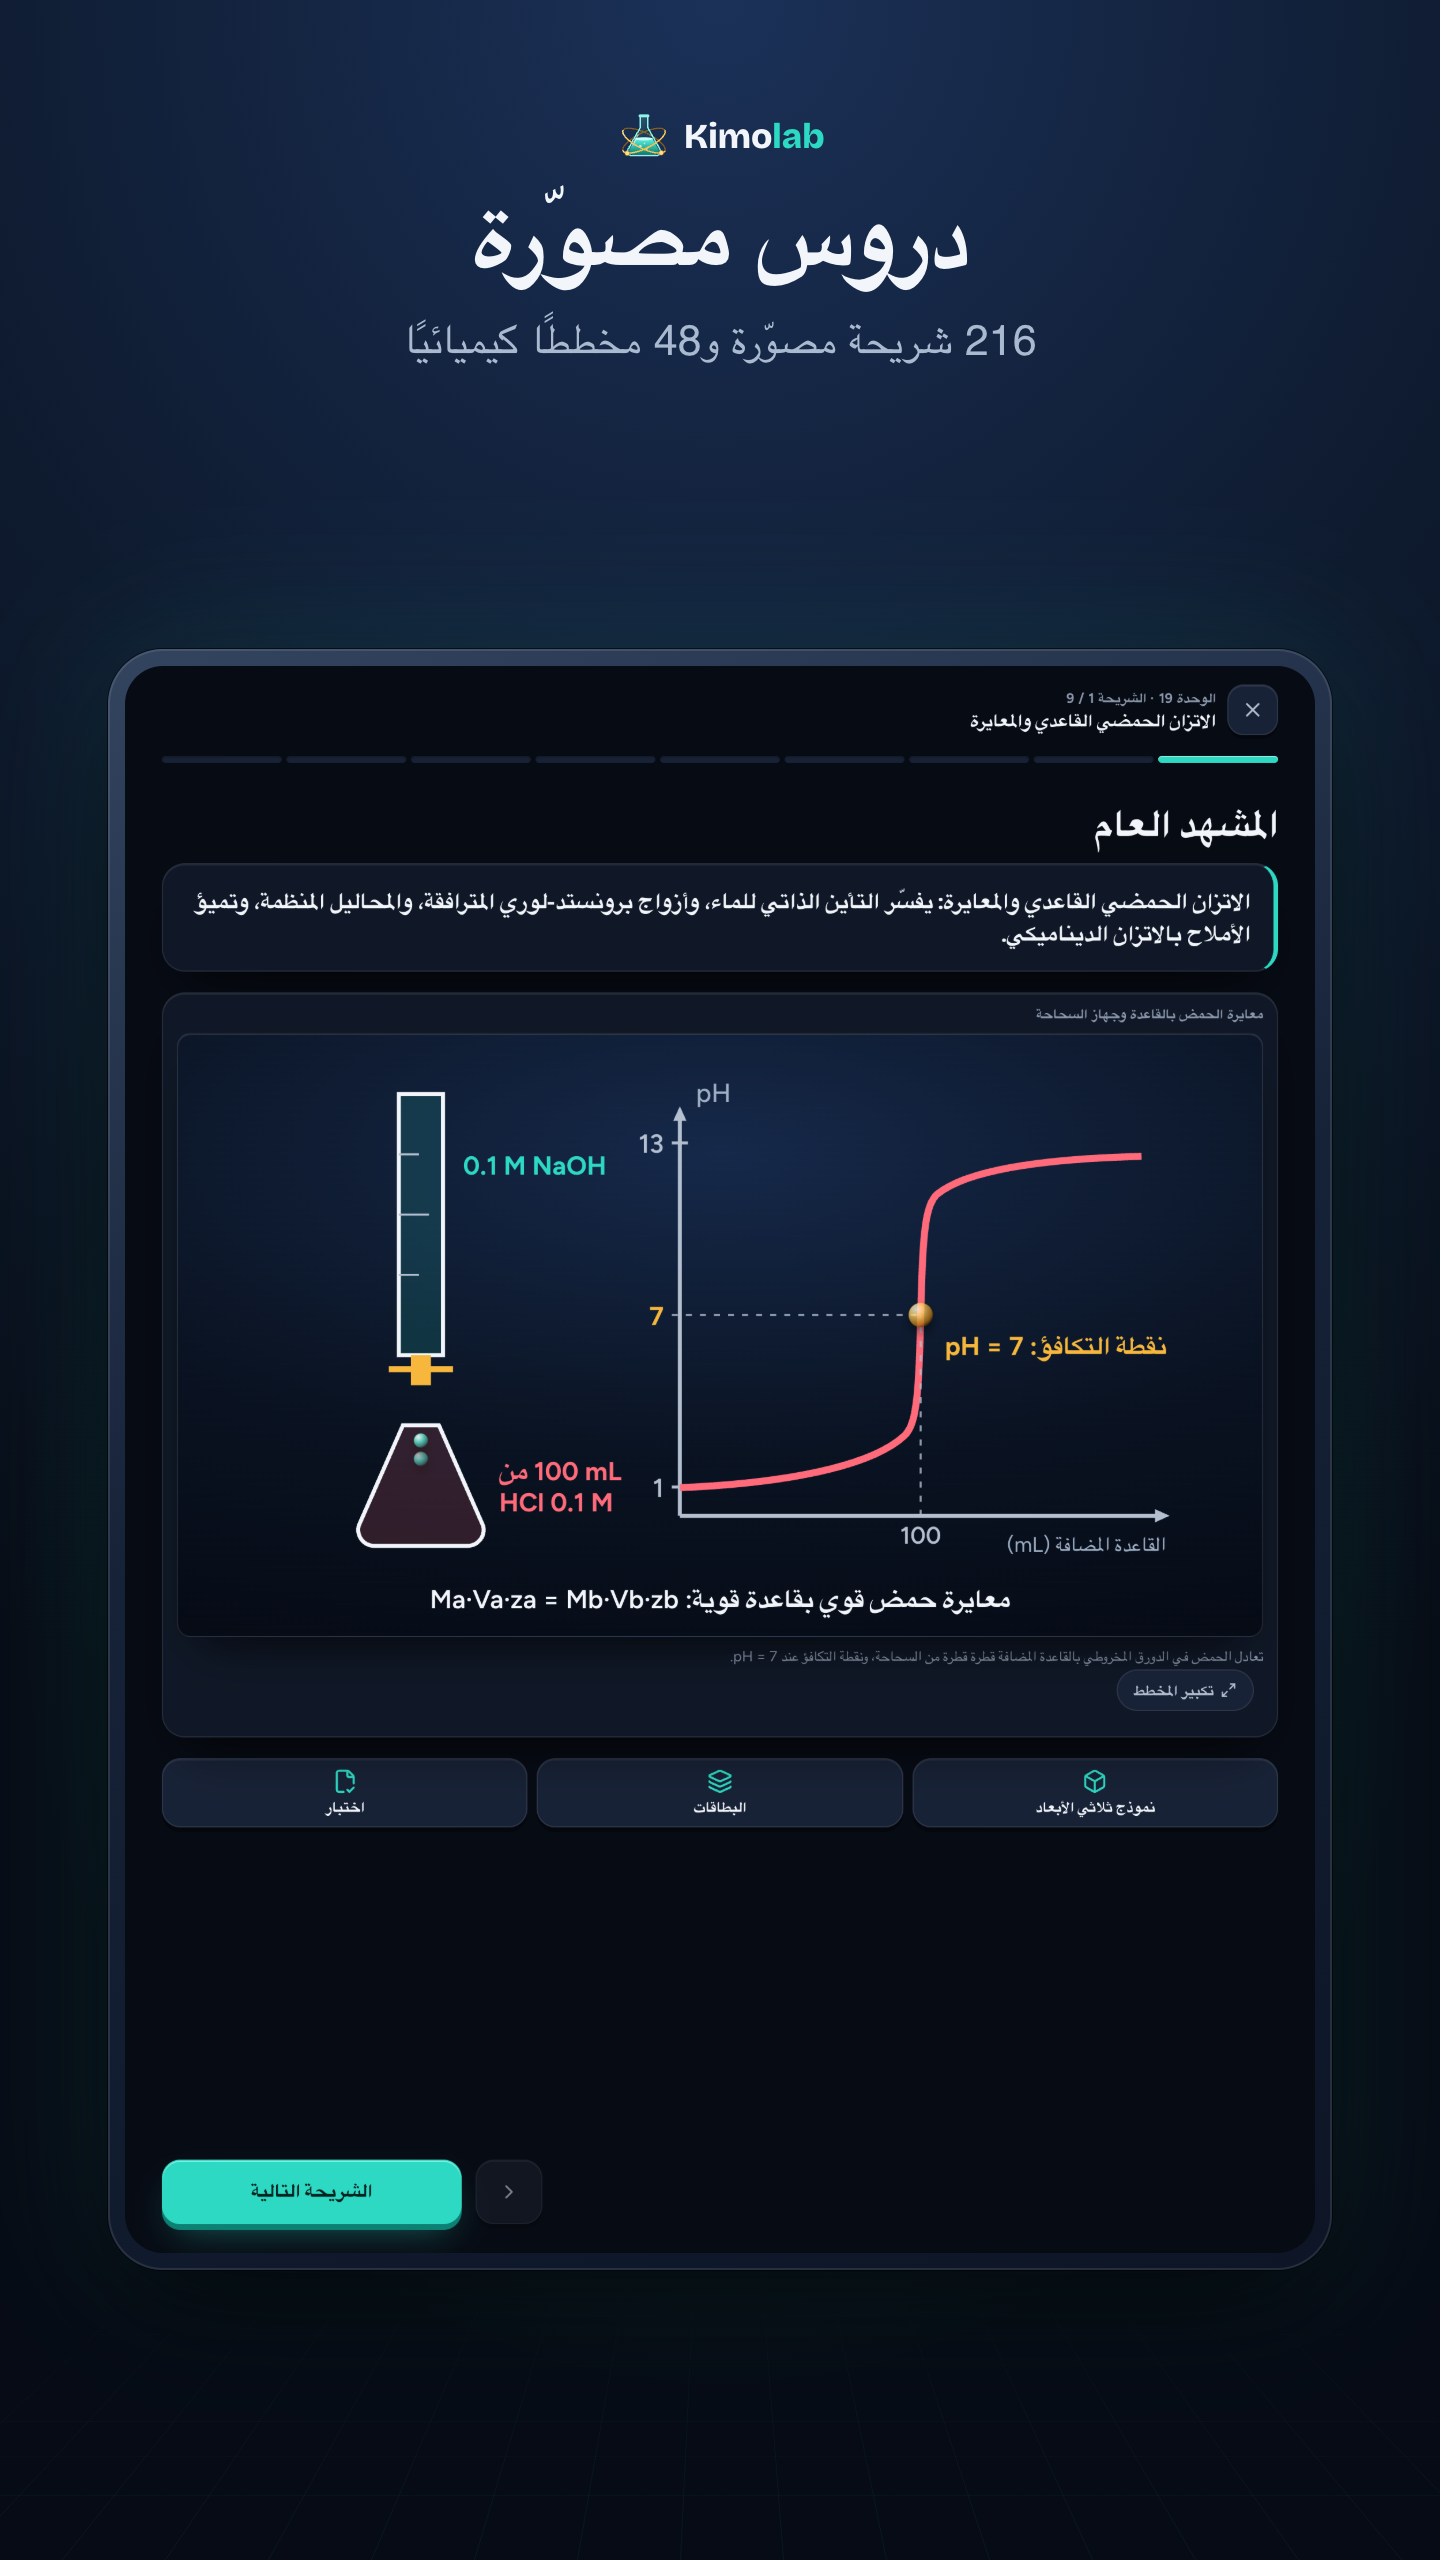 Kimolab
دروس مصوّرة
216 شريحة مصوّرة و48 مخططًا كيميائيًا
الوحدة 19 · الشريحة 1 / 9
الاتزان الحمضي القاعدي والمعايرة
المشهد العام
الاتزان الحمضي القاعدي والمعايرة: يفسّر التأين الذاتي للماء، وأزواج برونستد-لوري المترافقة، والمحاليل المنظمة، وتميؤ
الأملاح بالاتزان الديناميكي.
معايرة الحمض بالقاعدة وجهاز السحاحة
pH
13
0.1 M NaOH
7
نقطة التكافؤ: pH = 7
100 mL من
HCl 0.1 M
1
100
القاعدة المضافة (mL)
معايرة حمض قوي بقاعدة قوية: Ma·Va·za = Mb·Vb·zb
تعادل الحمض في الدورق المخروطي بالقاعدة المضافة قطرة قطرة من السحاحة، ونقطة التكافؤ عند pH = 7.
تكبير المخطط
نموذج ثلاثي الأبعاد
البطاقات
اختبار
الشريحة التالية